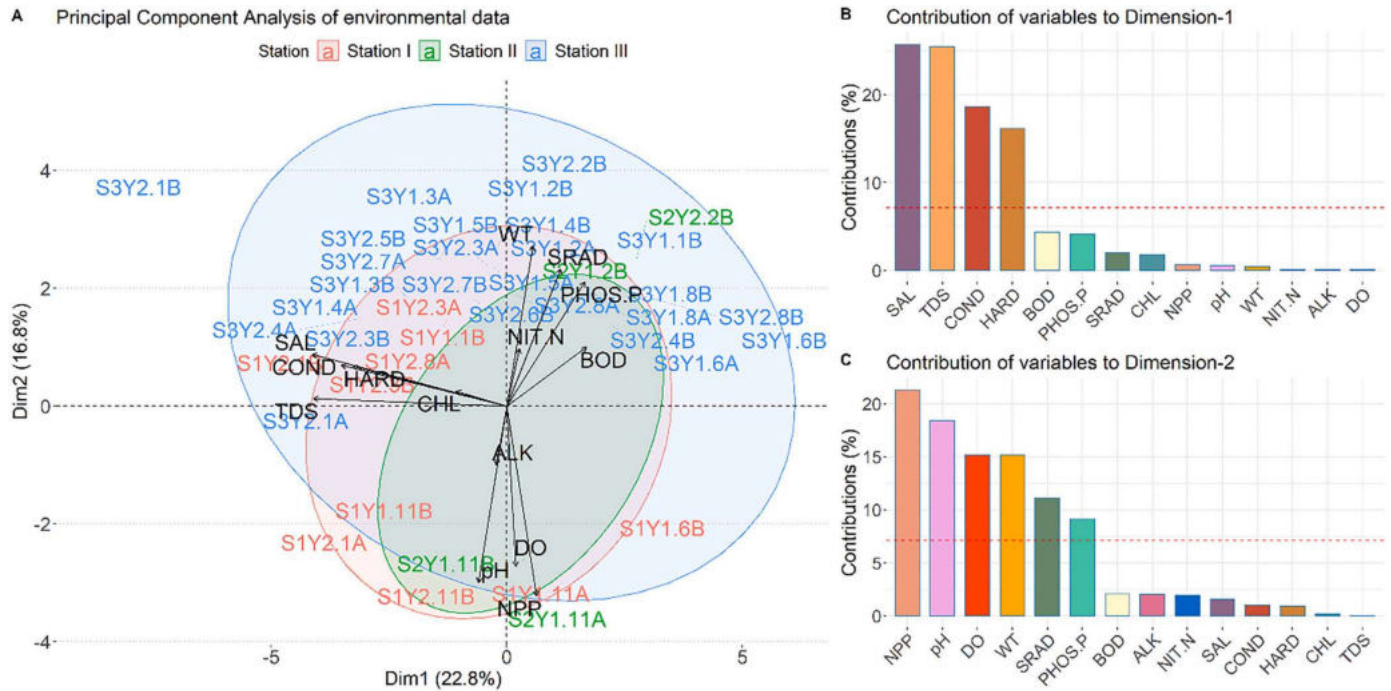 A Principal Component Analysis of environmental data
Station a Station I a Station II a Station III
Dim2 (16.8%)
4
2
0
-2
-4
-5
0
5
Dim1 (22.8%)
S3Y2.1B
S3Y2.2B
S3Y1.3A
S3Y1.2B
S2Y2.2B
S3Y1.5B
S3Y1.1B
WT
S3Y2.5B
S3Y2.3A
S3Y1.2A
SRAD
S3Y2.7A
S2Y1.2B
S3Y1.3B
S3Y2.7B
S3Y1.5A
PHOS.P
S3Y1.8B
S3Y1.4A
S1Y2.3A
S3Y2.6B
S3Y1.8A
S3Y2.8B
S3Y2.4A
S3Y2.3B
S1Y1.1B
NIT.N
S3Y2.4B
S3Y1.6B
SAL
S1Y2.8A
BOD
S3Y1.6A
COND
HARD
CHL
TDS
S3Y2.1A
ALK
S1Y1.11B
S1Y1.6B
S1Y2.1A
DO
S2Y1.11B
pH
S1Y2.11B
S1Y1.11A
NPP
S2Y1.11A
B Contribution of variables to Dimension-1
Contributions (%)
20
10
0
SAL TDS COND HARD BOD PHOS.P SRAD CHL NPP pH WT NIT.N ALK DO
C Contribution of variables to Dimension-2
Contributions (%)
20
15
10
5
0
NPP pH DO WT SRAD PHOS.P BOD ALK NIT.N SAL COND HARD CHL TDS